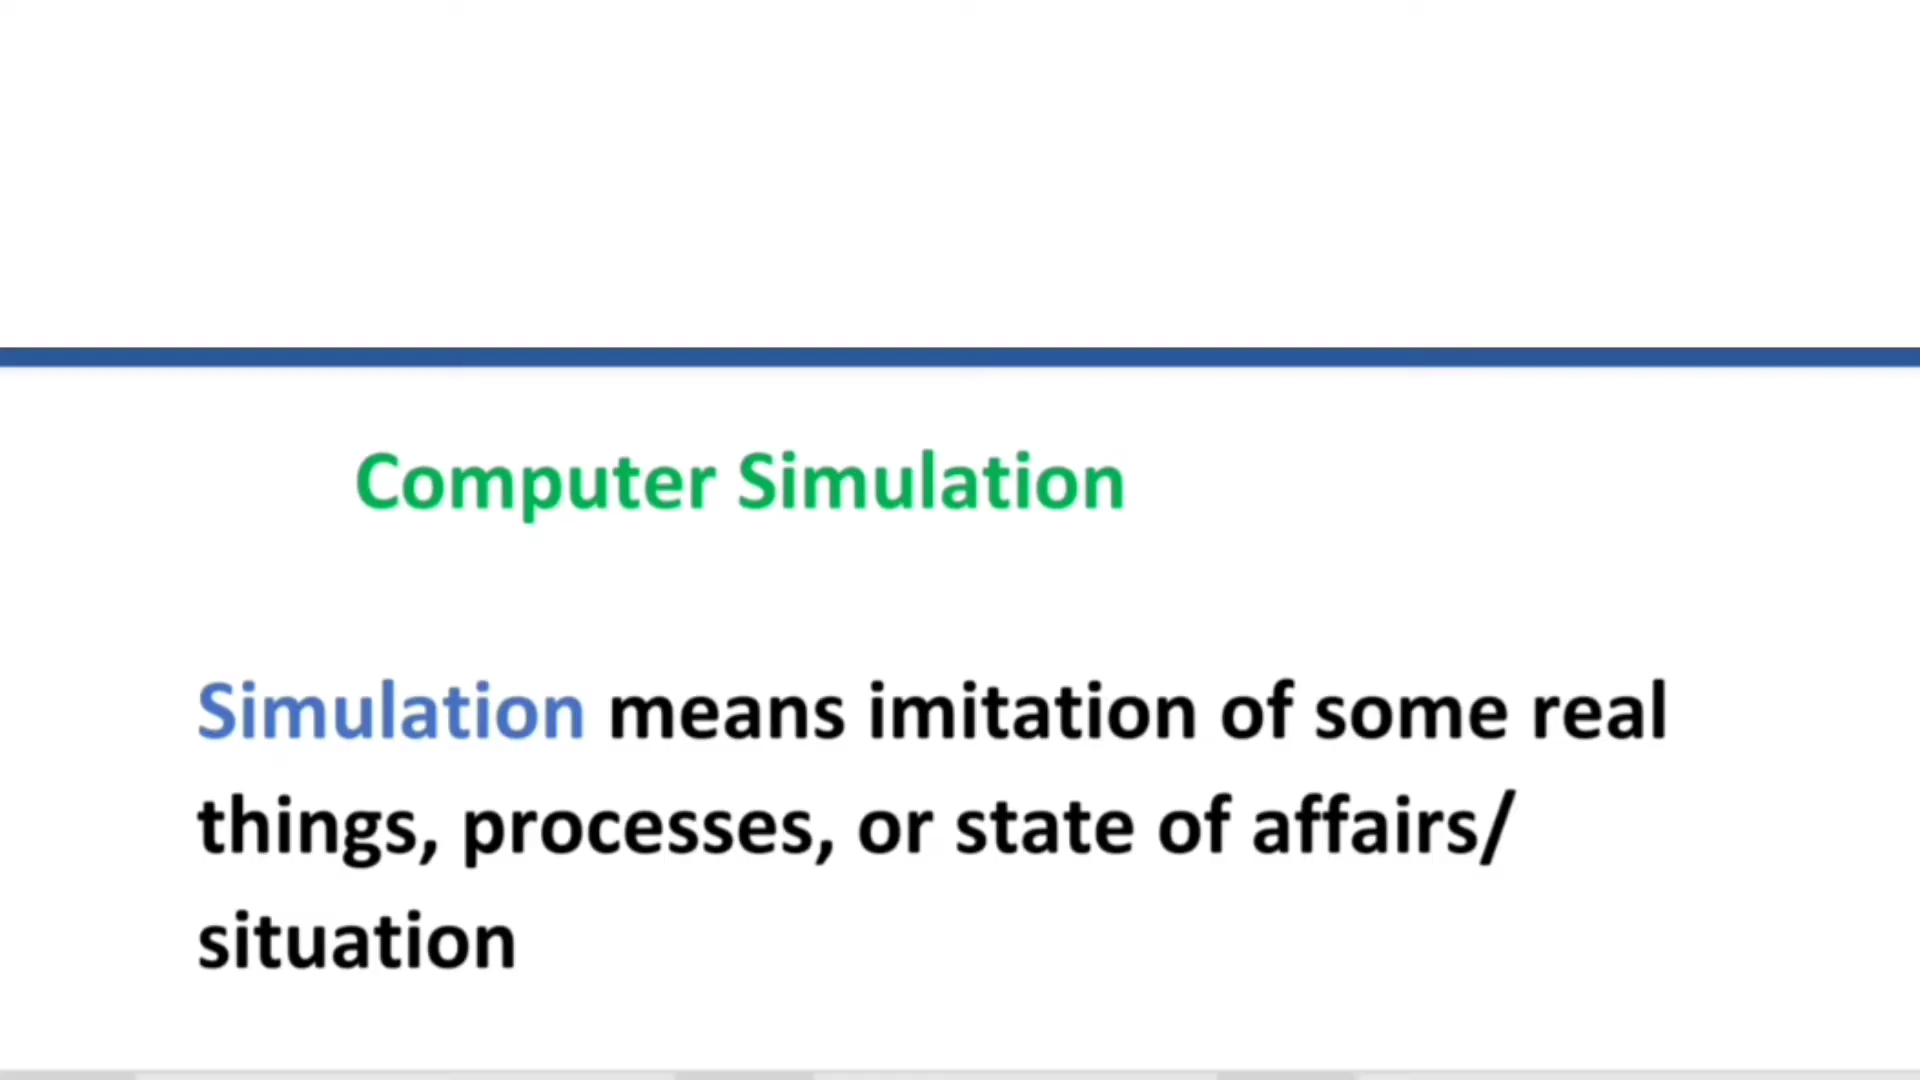 Computer Simulation
Simulation means imitation of some real
things, processes, or state of affairs/
situation